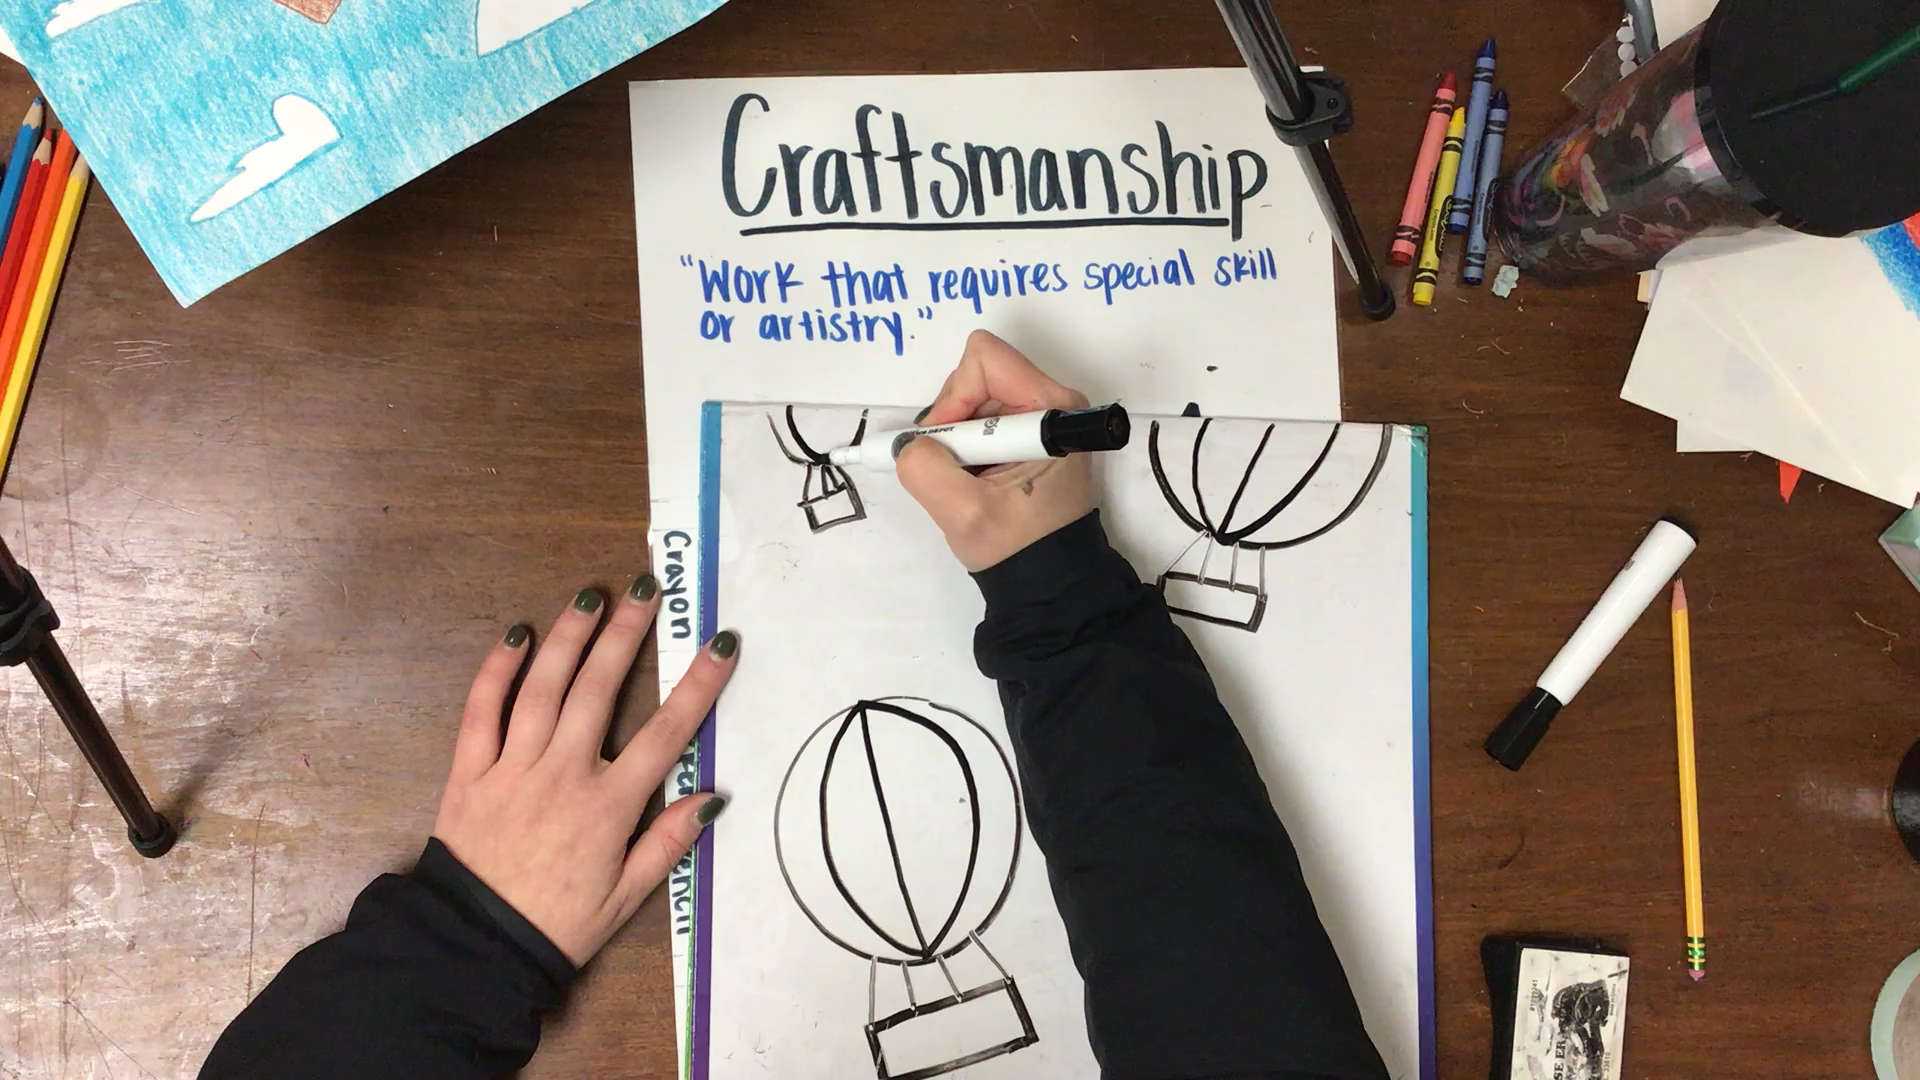 Craftsmanship
"Work that requires special skill
or artistry."
Crayon